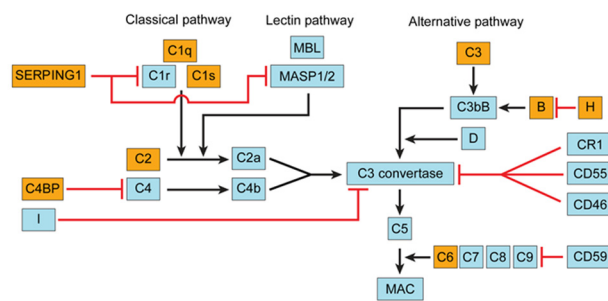 Classical pathway
Lectin pathway
Alternative pathway
C1q
MBL
C3
SERPING1
C1r
C1s
MASP1/2
C3bB
B
H
D
CR1
C2
C2a
C3 convertase
CD55
C4BP
C4
C4b
CD46
I
C5
C6
C7
C8
C9
CD59
MAC